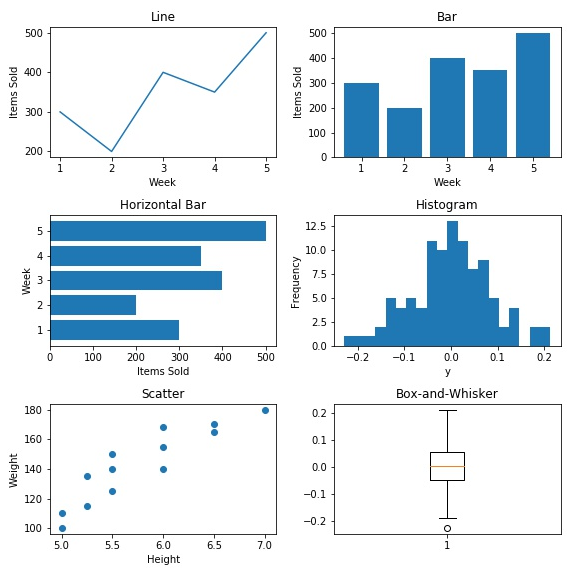 Line
500
400
300
200
Items Sold
1 2 3 4 5
Week
Bar
500
400
300
200
100
0
Items Sold
1 2 3 4 5
Week
Horizontal Bar
5
4
3
2
1
Week
0 100 200 300 400 500
Items Sold
Histogram
12.5
10.0
7.5
5.0
2.5
0.0
Frequency
−0.2 −0.1 0.0 0.1 0.2
y
Scatter
180
160
140
120
100
Weight
5.0 5.5 6.0 6.5 7.0
Height
Box-and-Whisker
0.2
0.1
0.0
−0.1
−0.2
1